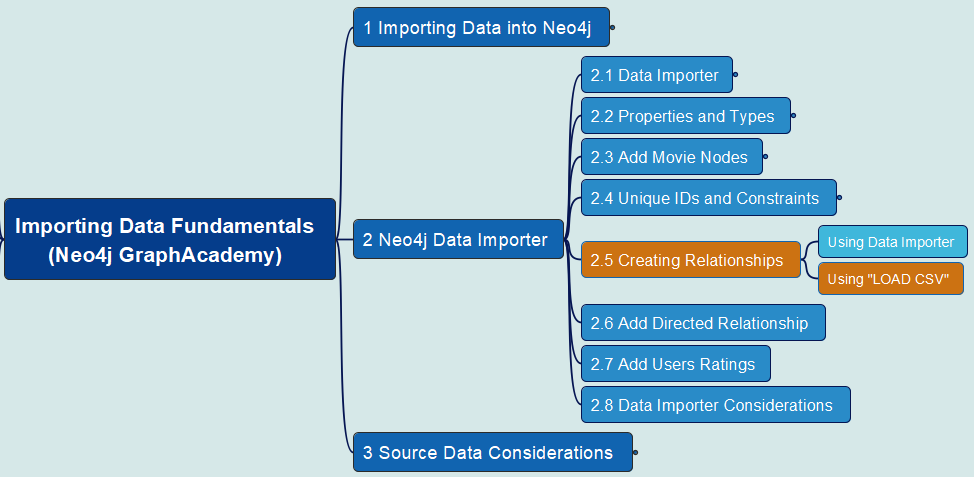 Importing Data Fundamentals
(Neo4j GraphAcademy)
1 Importing Data into Neo4j
2 Neo4j Data Importer
2.1 Data Importer
2.2 Properties and Types
2.3 Add Movie Nodes
2.4 Unique IDs and Constraints
2.5 Creating Relationships
Using Data Importer
Using "LOAD CSV"
2.6 Add Directed Relationship
2.7 Add Users Ratings
2.8 Data Importer Considerations
3 Source Data Considerations